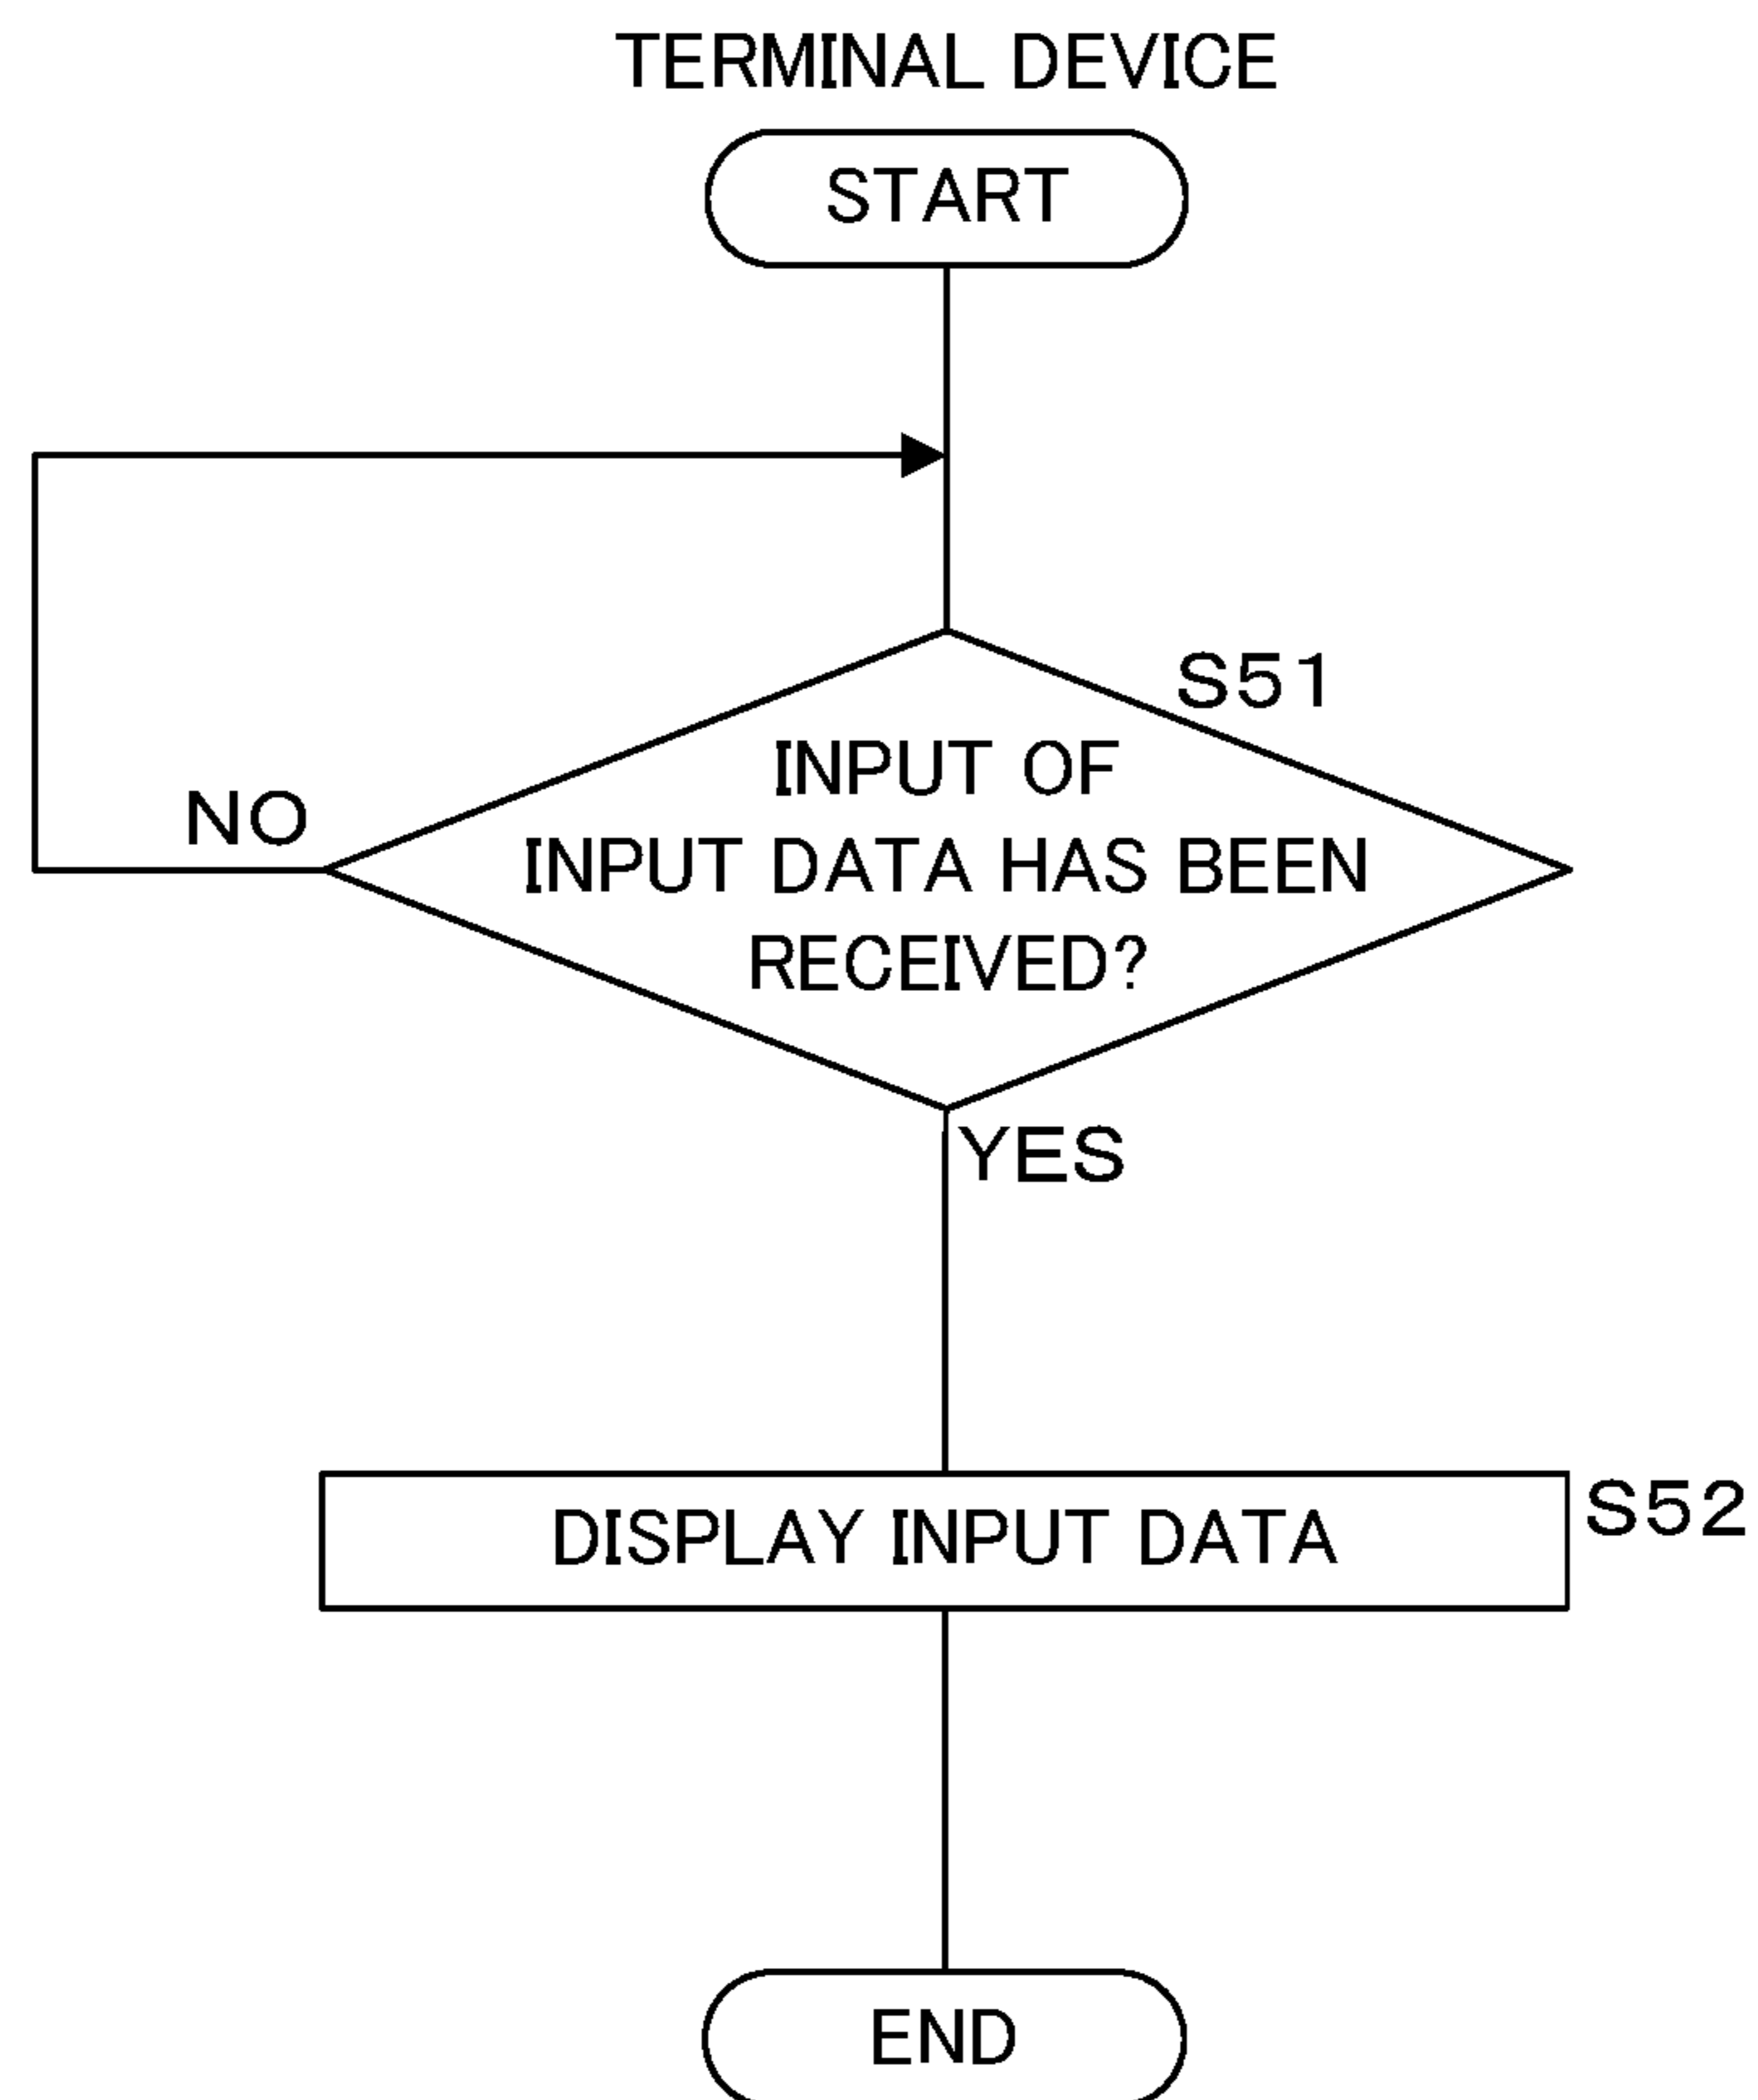 TERMINAL DEVICE
START
S51
INPUT OF
INPUT DATA HAS BEEN
RECEIVED?
NO
YES
DISPLAY INPUT DATA
S52
END